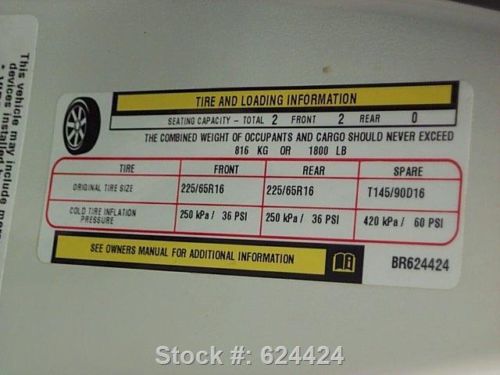 This vehicle may include
devices installed
TIRE AND LOADING INFORMATION
SEATING CAPACITY - TOTAL 2 FRONT 2 REAR 0
THE COMBINED WEIGHT OF OCCUPANTS AND CARGO SHOULD NEVER EXCEED
816 KG OR 1800 LB
TIRE FRONT REAR SPARE
ORIGINAL TIRE SIZE 225/65R16 225/65R16 T145/90D16
COLD TIRE INFLATION PRESSURE 250 kPa / 36 PSI 250 kPa / 36 PSI 420 kPa / 60 PSI
SEE OWNERS MANUAL FOR ADDITIONAL INFORMATION
BR624424
Stock #: 624424